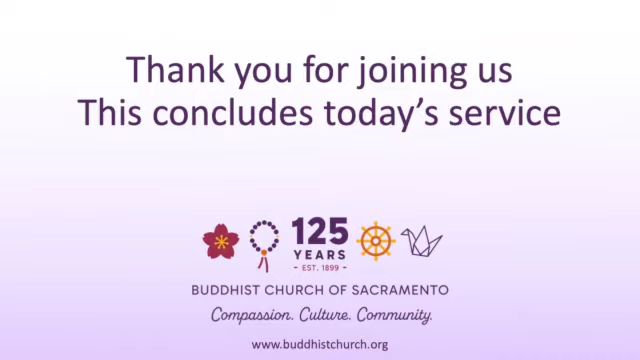 Thank you for joining us
This concludes today’s service
125
YEARS
- EST. 1899 -
BUDDHIST CHURCH OF SACRAMENTO
Compassion. Culture. Community.
www.buddhistchurch.org